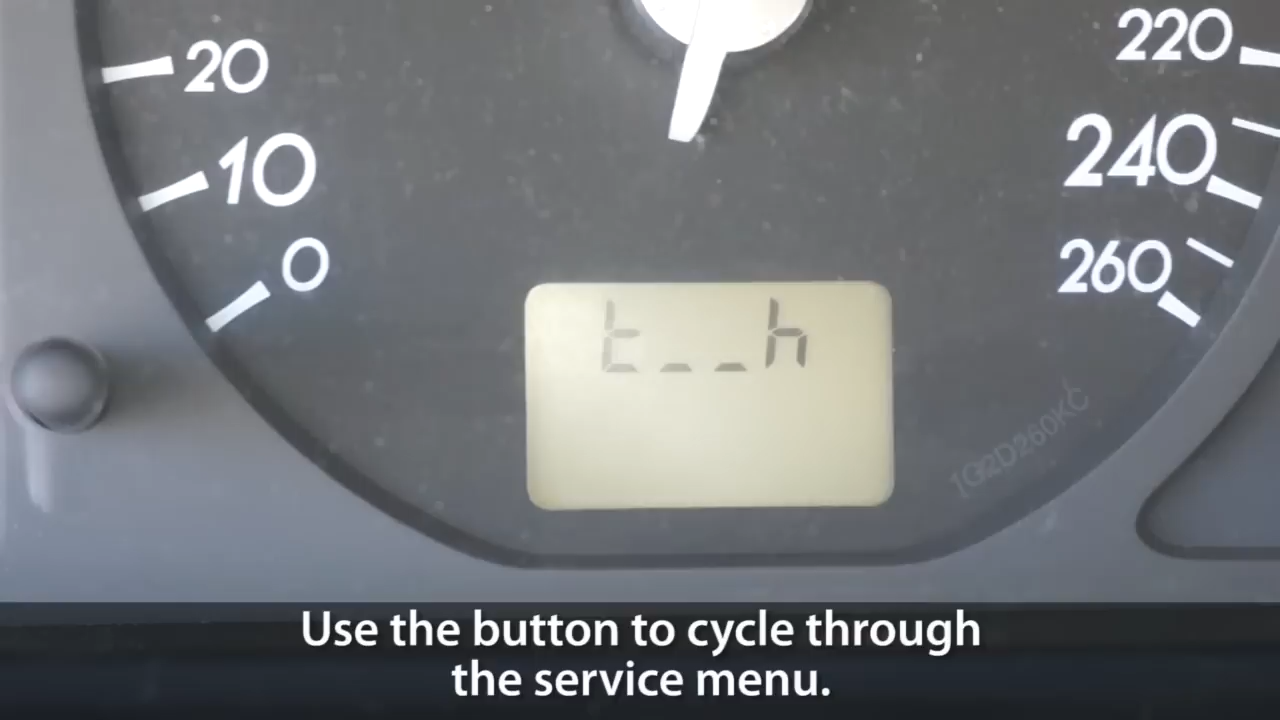 20
220
10
240
0
260
t__h
1G2D260KC
Use the button to cycle through
the service menu.